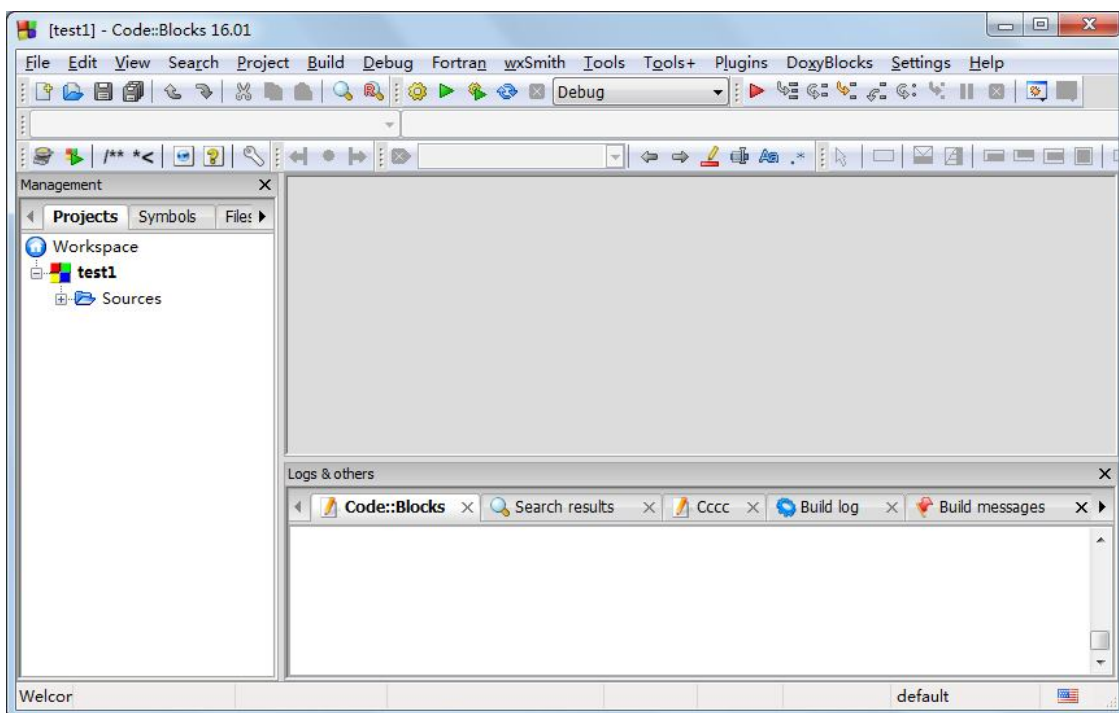 [test1] - Code::Blocks 16.01
File Edit View Search Project Build Debug Fortran wxSmith Tools Tools+ Plugins DoxyBlocks Settings Help
Debug
/** *<
Management
Projects Symbols Files
Workspace
test1
Sources
Logs & others
Code::Blocks Search results Cccc Build log Build messages
Welcor default